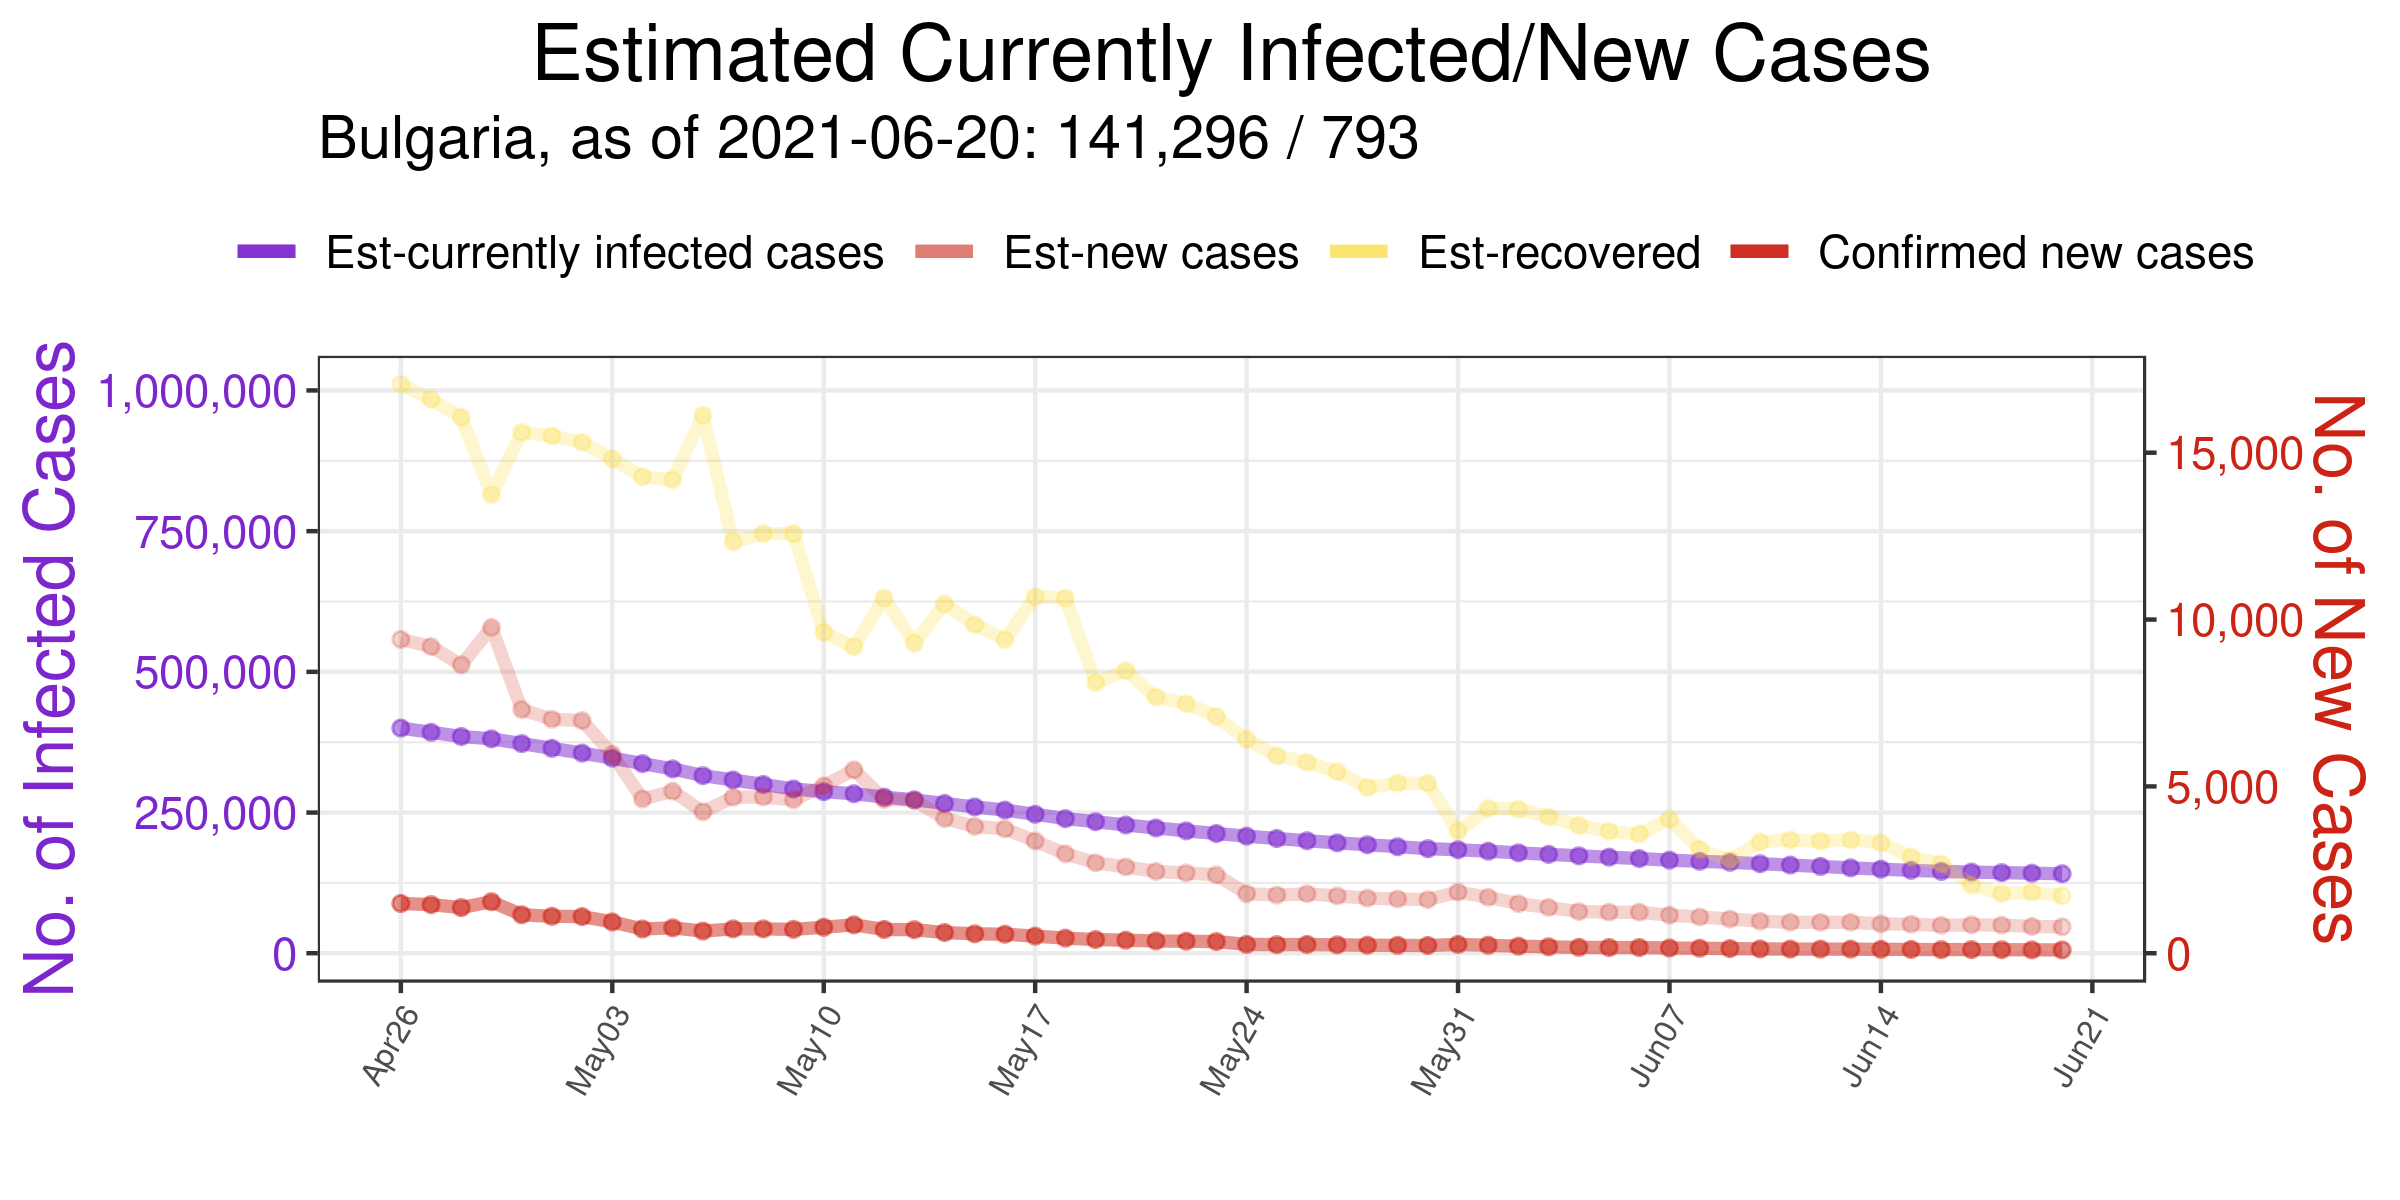 Estimated Currently Infected/New Cases
Bulgaria, as of 2021-06-20: 141,296 / 793
Est-currently infected cases Est-new cases Est-recovered Confirmed new cases
No. of Infected Cases
1,000,000
750,000
500,000
250,000
0
15,000
10,000
5,000
0
No. of New Cases
Apr26 May03 May10 May17 May24 May31 Jun07 Jun14 Jun21